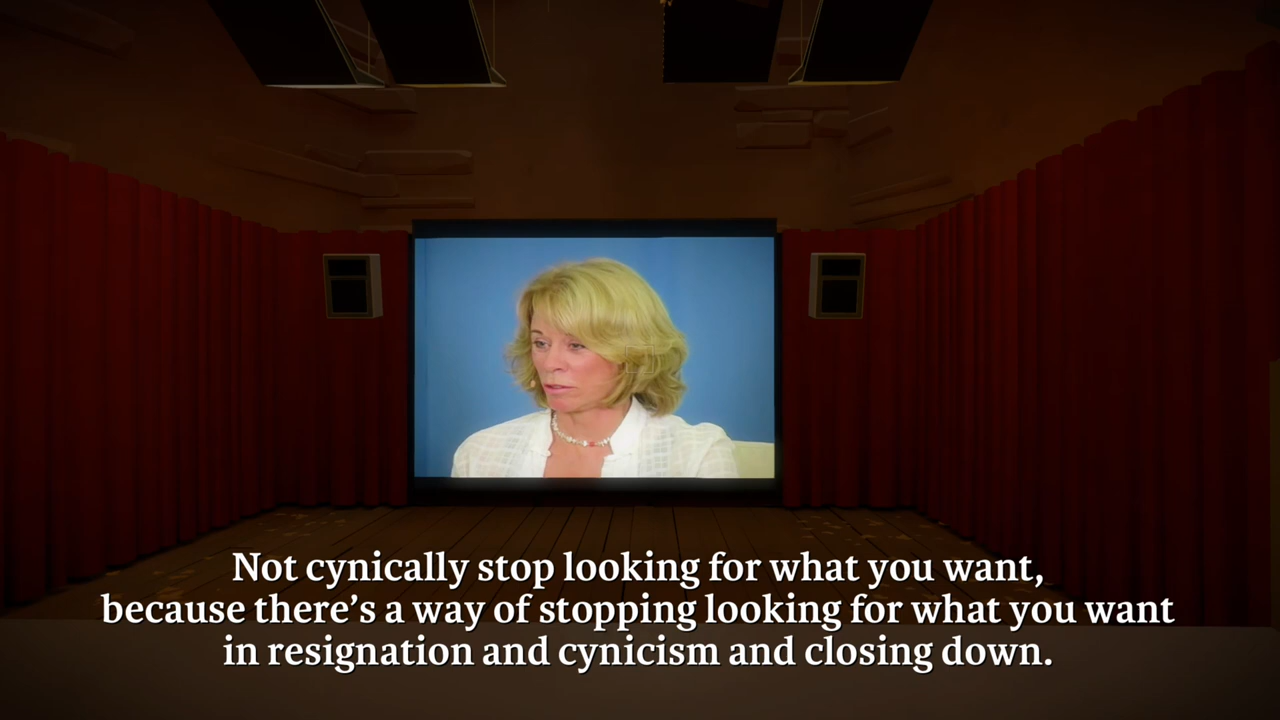 Not cynically stop looking for what you want,
because there’s a way of stopping looking for what you want
in resignation and cynicism and closing down.